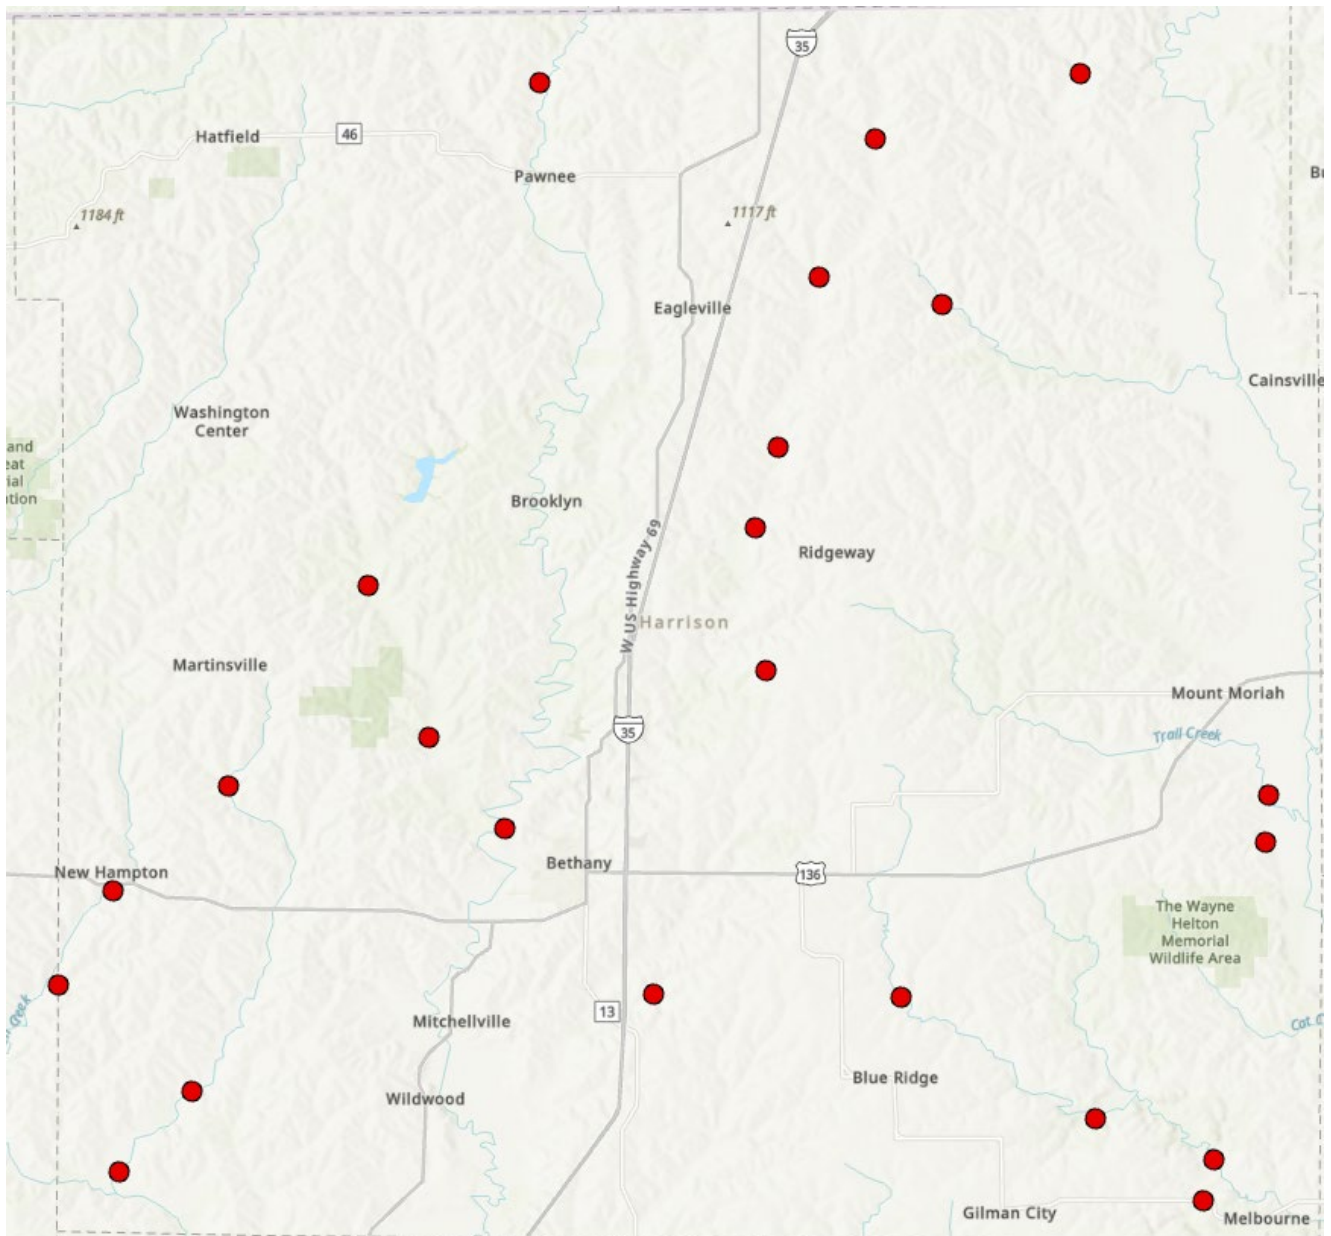 35
Hatfield
46
Pawnee
1184 ft
1117 ft
Eagleville
Cainsville
Washington
Center
Brooklyn
W US Highway 69
Ridgeway
Harrison
Martinsville
Mount Moriah
35
Trail Creek
Bethany
New Hampton
136
The Wayne
Helton
Memorial
Wildlife Area
13
Mitchellville
Creek
Cat C
Blue Ridge
Wildwood
Gilman City
Melbourne